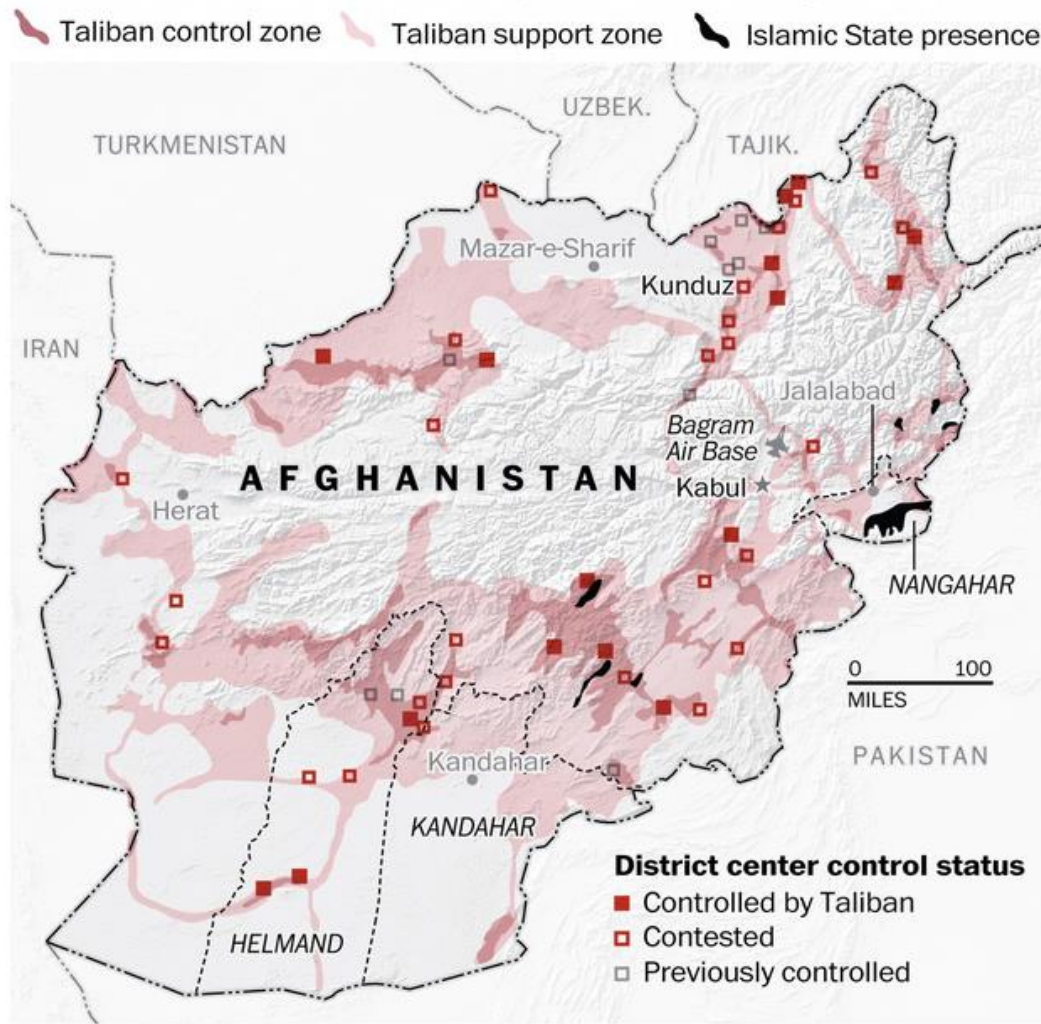 Taliban control zone
Taliban support zone
Islamic State presence
UZBEK.
TURKMENISTAN
TAJIK.
Mazar-e-Sharif
Kunduz
IRAN
Jalalabad
Bagram
Air Base
AFGHANISTAN
Kabul
Herat
NANGAHAR
0 100
MILES
PAKISTAN
Kandahar
KANDAHAR
HELMAND
District center control status
Controlled by Taliban
Contested
Previously controlled